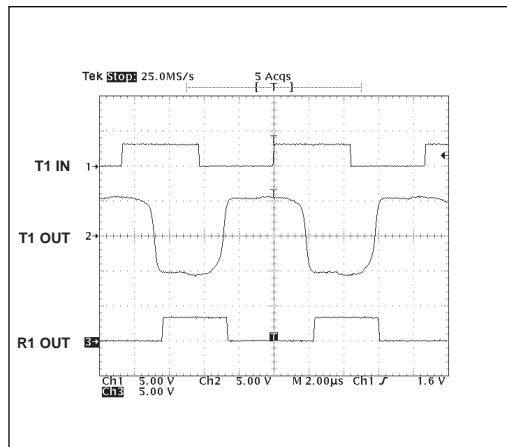 Tek Stop: 25.0MS/s 5 Acqs
[ T ]
T
T1 IN 1→
T
T1 OUT 2→
R1 OUT 3→ T
Ch1 5.00 V Ch2 5.00 V M 2.00µs Ch1 ∫ 1.6 V
Ch3 5.00 V